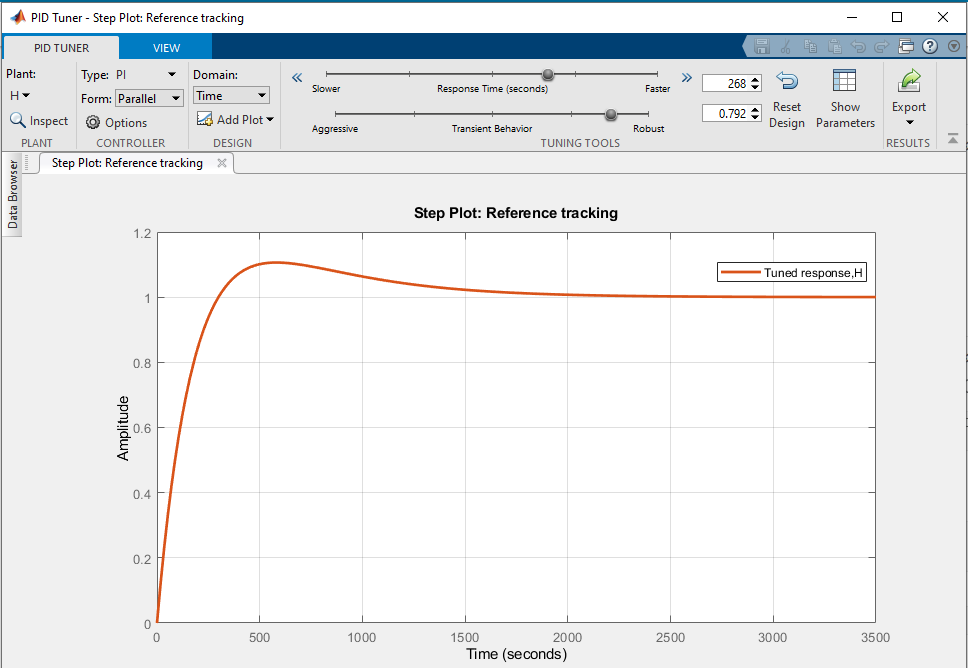 PID Tuner - Step Plot: Reference tracking
PID TUNER VIEW
Plant:
H
Inspect
PLANT
Type: PI
Form: Parallel
Options
CONTROLLER
Domain:
Time
Add Plot
DESIGN
Slower Response Time (seconds) Faster
268
Aggressive Transient Behavior Robust
0.792
Reset
Design
Show
Parameters
TUNING TOOLS
Export
RESULTS
Data Browser
Step Plot: Reference tracking
Step Plot: Reference tracking
Tuned response,H
Amplitude
1.2
1
0.8
0.6
0.4
0.2
0
0 500 1000 1500 2000 2500 3000 3500
Time (seconds)